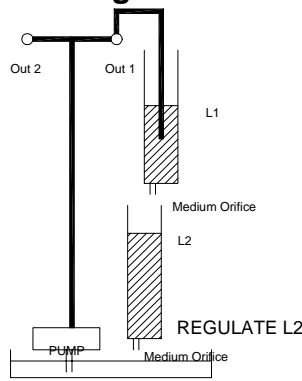 Out 2
Out 1
L1
Medium Orifice
L2
REGULATE L2
PUMP
Medium Orifice